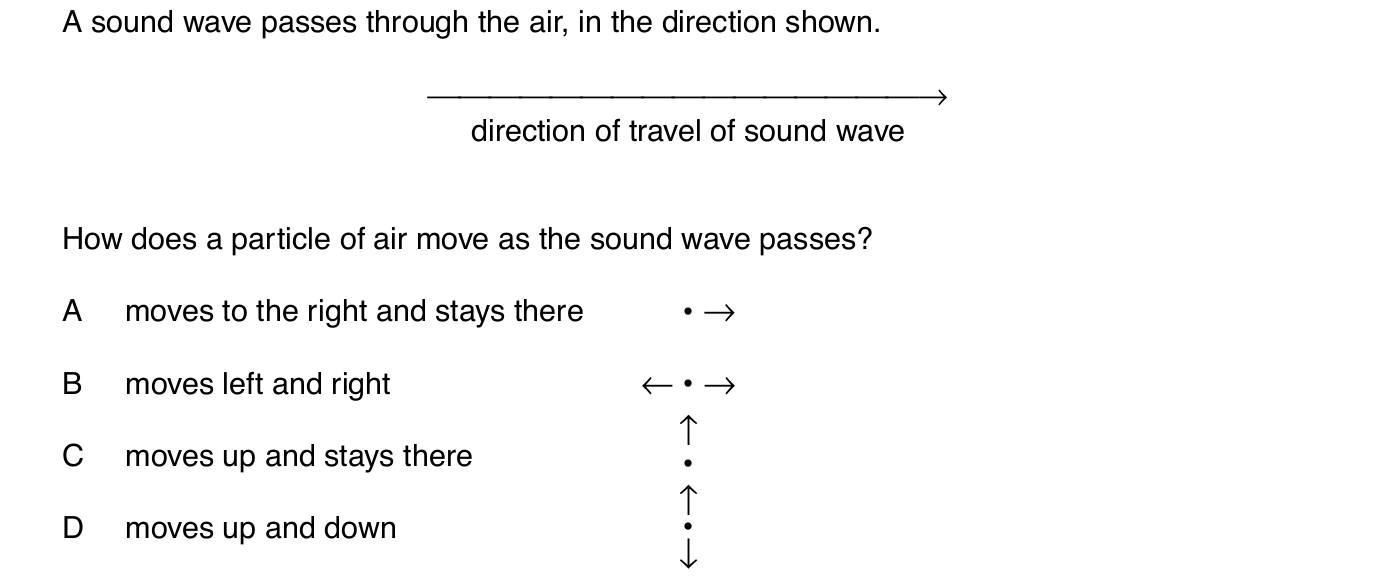 A sound wave passes through the air, in the direction shown.
direction of travel of sound wave
How does a particle of air move as the sound wave passes?
A moves to the right and stays there
B moves left and right
C moves up and stays there
D moves up and down